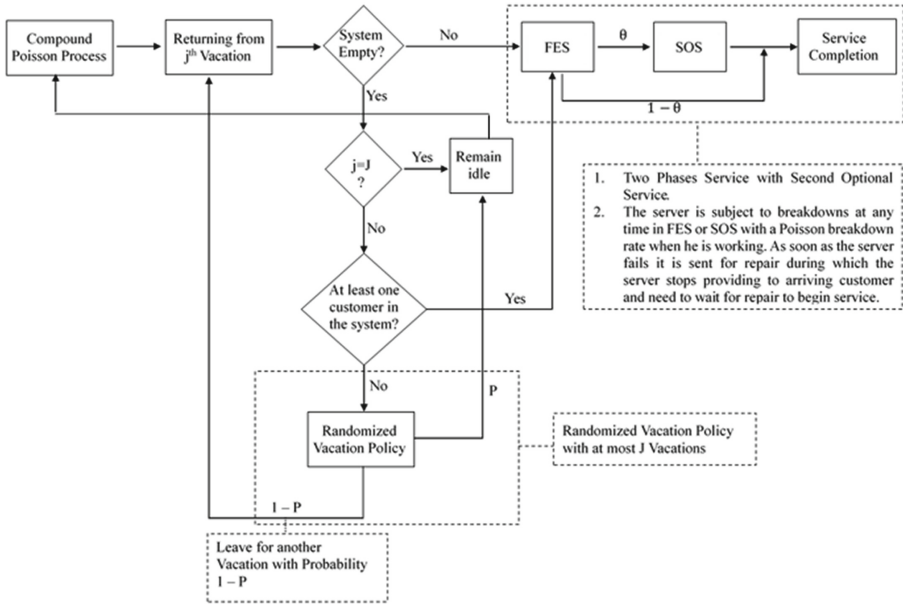 Compound
Poisson Process
Returning from
jth Vacation
System
Empty?
No
FES
θ
SOS
Service
Completion
1 − θ
Yes
j=J
?
Yes
Remain
idle
No
At least one
customer in
the system?
Yes
No
P
Randomized
Vacation Policy
1 − P
1. Two Phases Service with Second Optional
Service.
2. The server is subject to breakdowns at any
time in FES or SOS with a Poisson breakdown
rate when he is working. As soon as the server
fails it is sent for repair during which the
server stops providing to arriving customer
and need to wait for repair to begin service.
Randomized Vacation Policy
with at most J Vacations
Leave for another
Vacation with Probability
1 − P